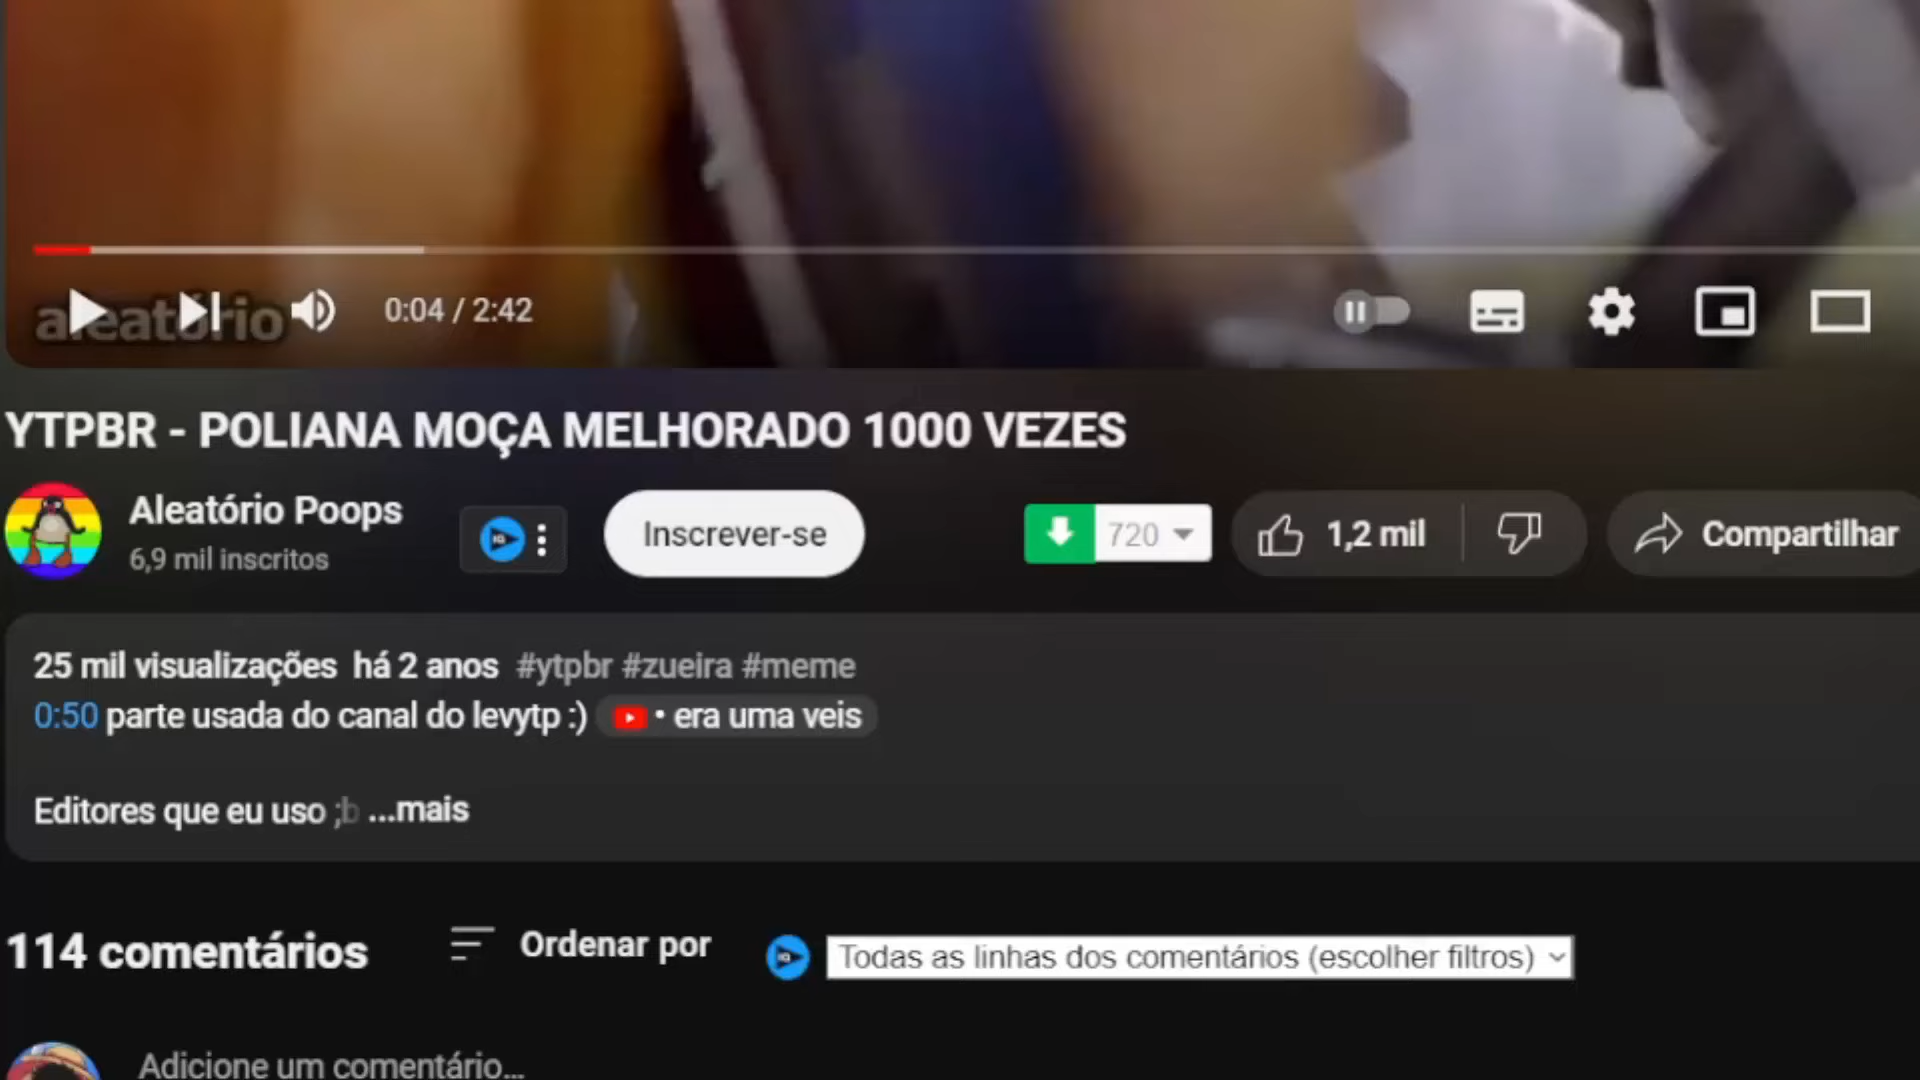 aleatório
0:04 / 2:42
YTPBR - POLIANA MOÇA MELHORADO 1000 VEZES
Aleatório Poops
6,9 mil inscritos
IQ
Inscrever-se
720
1,2 mil
Compartilhar
25 mil visualizações há 2 anos #ytpbr #zueira #meme
0:50 parte usada do canal do levytp :) • era uma veis
Editores que eu uso ;b ...mais
114 comentários
Ordenar por
IQ
Todas as linhas dos comentários (escolher filtros)
Adicione um comentário...